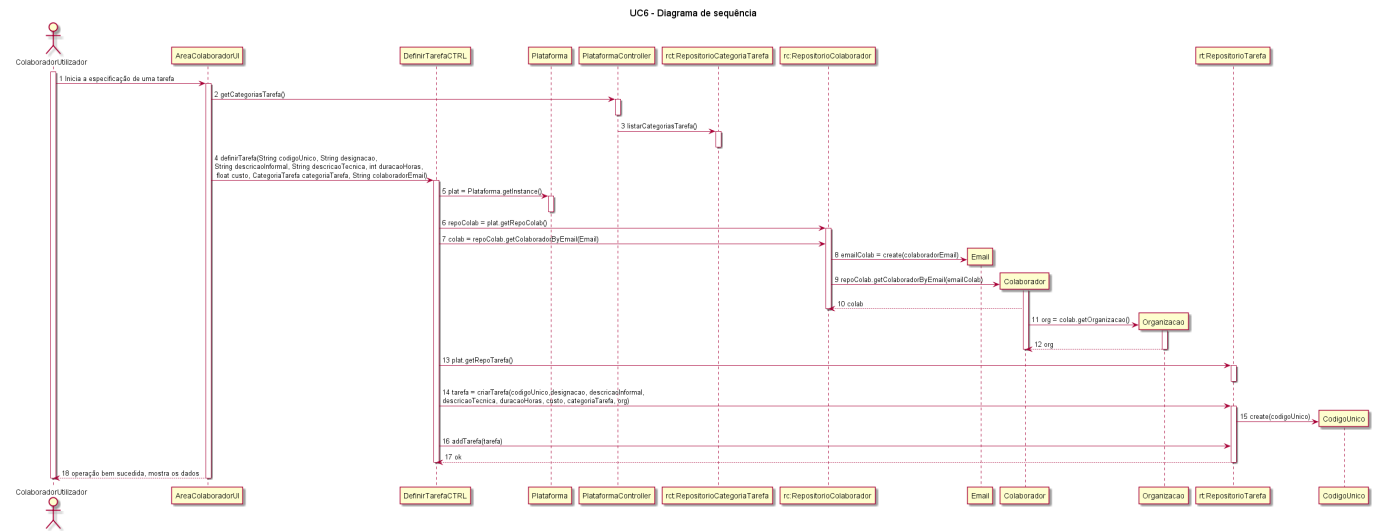 UC6 - Diagrama de sequência
ColaboradorUtilizador
AreaColaboradorUI
DefinirTarefaCTRL
Plataforma
PlataformaController
rct:RepositorioCategoriaTarefa
rc:RepositorioColaborador
rt:RepositorioTarefa
1 Inicia a especificação de uma tarefa
2 getCategoriasTarefa()
3 listarCategoriasTarefa()
4 definirTarefa(String codigoUnico, String designacao,
String descricaoInformal, String descricaoTecnica, int duracaoHoras,
float custo, CategoriaTarefa categoriaTarefa, String colaboradorEmail)
5 plat = Plataforma.getInstance()
6 repoColab = plat.getRepoColab()
7 colab = repoColab.getColaboradorByEmail(Email)
8 emailColab = create(colaboradorEmail)
Email
9 repoColab.getColaboradorByEmail(emailColab)
Colaborador
10 colab
11 org = colab.getOrganizacao()
Organizacao
12 org
13 plat.getRepoTarefa()
14 tarefa = criarTarefa(codigoUnico,designacao, descricaoInformal,
descricaoTecnica, duracaoHoras, custo, categoriaTarefa, org)
15 create(codigoUnico)
CodigoUnico
16 addTarefa(tarefa)
17 ok
18 operação bem sucedida, mostra os dados
ColaboradorUtilizador
AreaColaboradorUI
DefinirTarefaCTRL
Plataforma
PlataformaController
rct:RepositorioCategoriaTarefa
rc:RepositorioColaborador
Email
Colaborador
Organizacao
rt:RepositorioTarefa
CodigoUnico